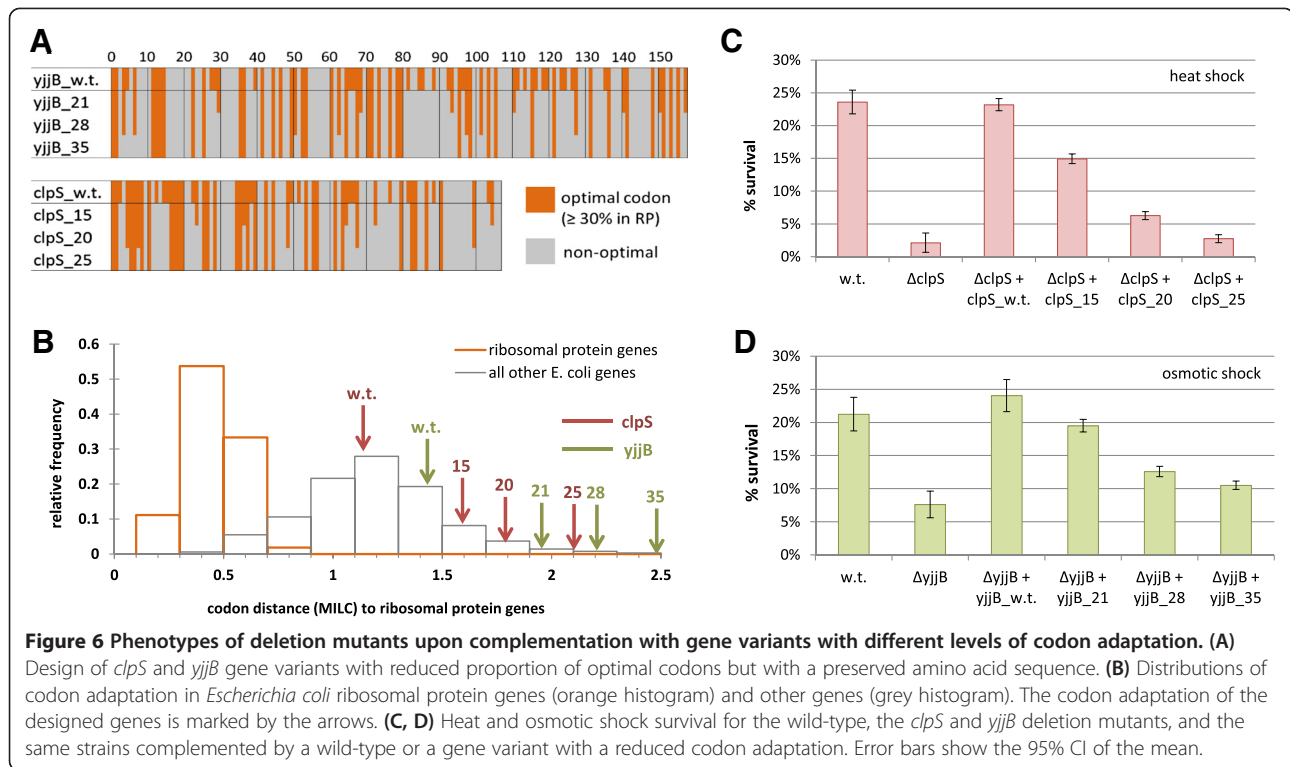 A
0 10 20 30 40 50 60 70 80 90 100 110 120 130 140 150
yjjB_w.t.
yjjB_21
yjjB_28
yjjB_35
clpS_w.t.
clpS_15
clpS_20
clpS_25
optimal codon
(≥ 30% in RP)
non-optimal
B
relative frequency
0.6
0.5
0.4
0.3
0.2
0.1
0
0 0.5 1 1.5 2 2.5
codon distance (MILC) to ribosomal protein genes
ribosomal protein genes
all other E. coli genes
clpS
yjjB
w.t.
w.t.
15
20
21
25
28
35
C
heat shock
% survival
30%
25%
20%
15%
10%
5%
0%
w.t.
ΔclpS
ΔclpS +
clpS_w.t.
ΔclpS +
clpS_15
ΔclpS +
clpS_20
ΔclpS +
clpS_25
D
osmotic shock
% survival
30%
25%
20%
15%
10%
5%
0%
w.t.
ΔyjjB
ΔyjjB +
yjjB_w.t.
ΔyjjB +
yjjB_21
ΔyjjB +
yjjB_28
ΔyjjB +
yjjB_35
Figure 6 Phenotypes of deletion mutants upon complementation with gene variants with different levels of codon adaptation. (A)
Design of clpS and yjjB gene variants with reduced proportion of optimal codons but with a preserved amino acid sequence. (B) Distributions of
codon adaptation in Escherichia coli ribosomal protein genes (orange histogram) and other genes (grey histogram). The codon adaptation of the
designed genes is marked by the arrows. (C, D) Heat and osmotic shock survival for the wild-type, the clpS and yjjB deletion mutants, and the
same strains complemented by a wild-type or a gene variant with a reduced codon adaptation. Error bars show the 95% CI of the mean.